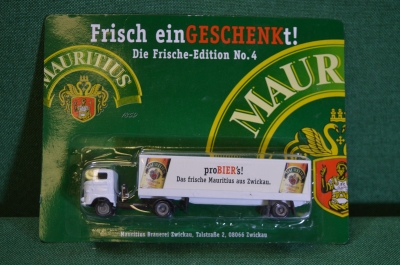 Frisch einGESCHENKt!
Die Frische-Edition No. 4
MAURITIUS
MAURIT
proBIER's!
Das frische Mauritius aus Zwickau.
Mauritius Brauerei Zwickau, Talstraße 2, 08066 Zwickau